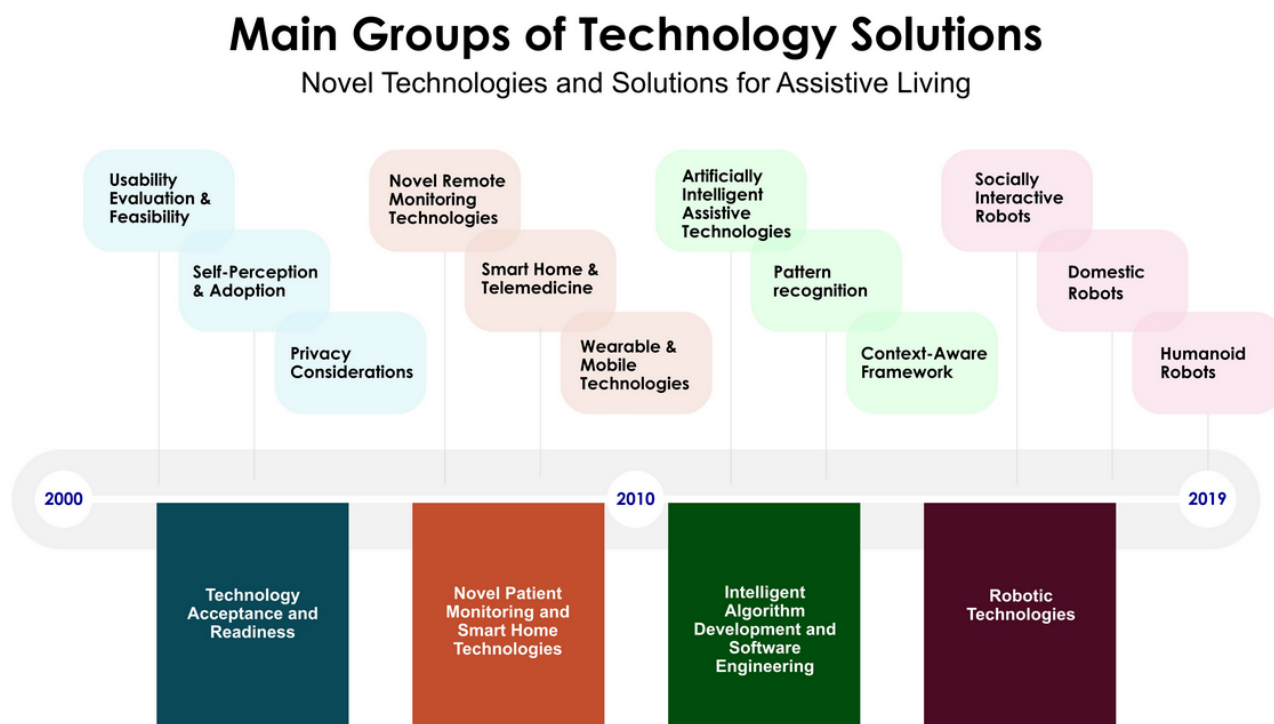 Main Groups of Technology Solutions
Novel Technologies and Solutions for Assistive Living
Usability
Evaluation &
Feasibility
Self-Perception
& Adoption
Privacy
Considerations
Novel Remote
Monitoring
Technologies
Smart Home &
Telemedicine
Wearable &
Mobile
Technologies
Artificially
Intelligent
Assistive
Technologies
Pattern
recognition
Context-Aware
Framework
Socially
Interactive
Robots
Domestic
Robots
Humanoid
Robots
2000
2010
2019
Technology
Acceptance and
Readiness
Novel Patient
Monitoring and
Smart Home
Technologies
Intelligent
Algorithm
Development and
Software
Engineering
Robotic
Technologies